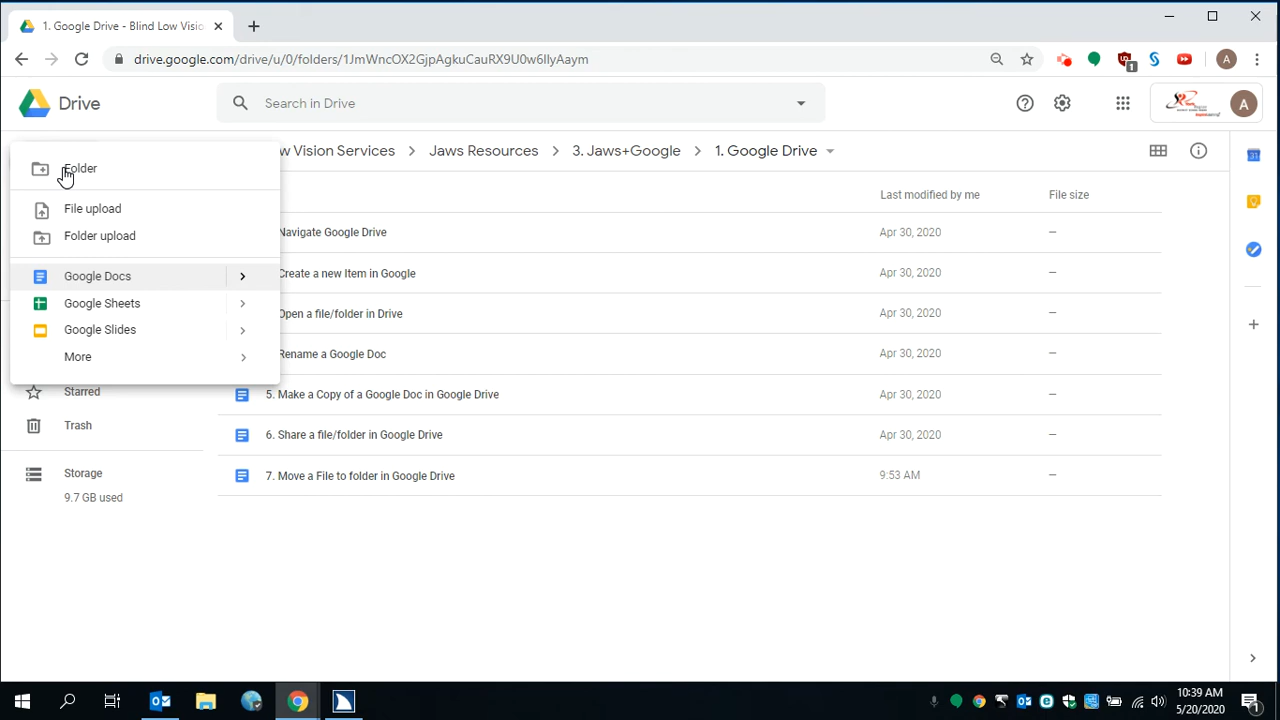 1. Google Drive - Blind Low Visio
drive.google.com/drive/u/0/folders/1JmWncOX2GjpAgkuCauRX9U0w6IlyAaym
1
A
Drive
Search in Drive
A
w Vision Services > Jaws Resources > 3. Jaws+Google > 1. Google Drive
Folder
File upload
Folder upload
Google Docs
Google Sheets
Google Slides
More
Starred
Trash
Storage
9.7 GB used
Last modified by me File size
Navigate Google Drive Apr 30, 2020 —
Create a new Item in Google Apr 30, 2020 —
Open a file/folder in Drive Apr 30, 2020 —
Rename a Google Doc Apr 30, 2020 —
5. Make a Copy of a Google Doc in Google Drive Apr 30, 2020 —
6. Share a file/folder in Google Drive Apr 30, 2020 —
7. Move a File to folder in Google Drive 9:53 AM —
10:39 AM
5/20/2020
1